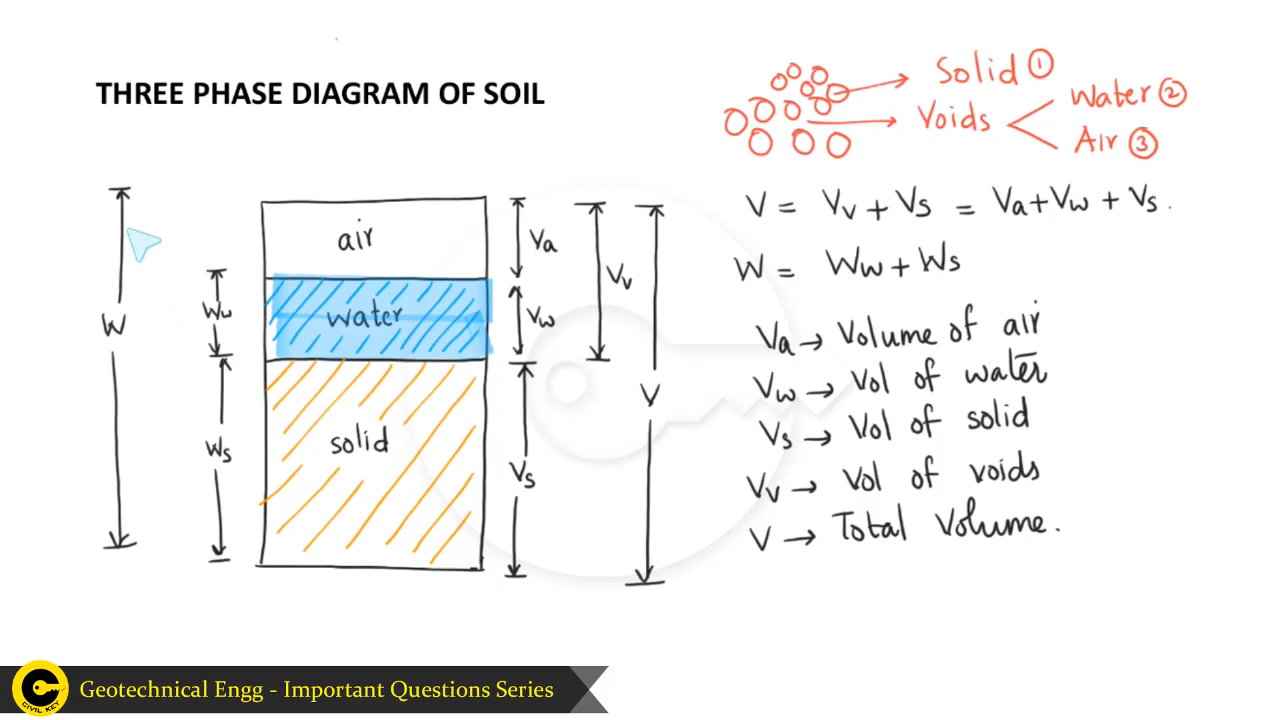 THREE PHASE DIAGRAM OF SOIL
Solid ①
Voids
Water ②
Air ③
V = Vv + Vs = Va+Vw + Vs.
W = Ww + Ws
Va → Volume of air
Vw → Vol of water
Vs → Vol of solid
Vv → Vol of voids
V → Total Volume.
air
water
solid
W
Ww
Ws
Va
Vw
Vs
Vv
V
Geotechnical Engg - Important Questions Series
CIVIL KEY